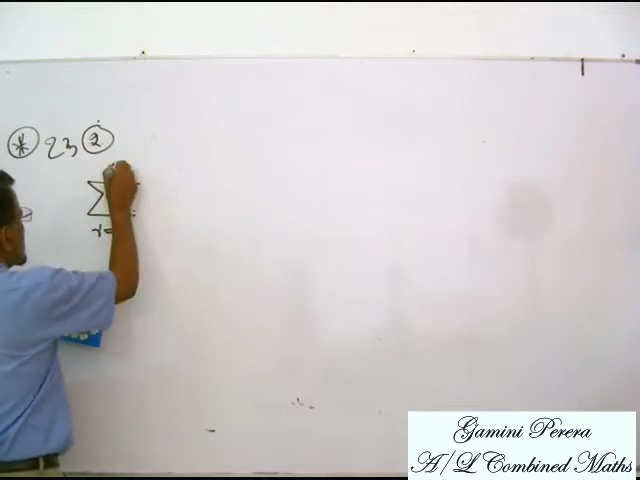 * 23 2
∑
r=
Gamini Perera
A/L Combined Maths